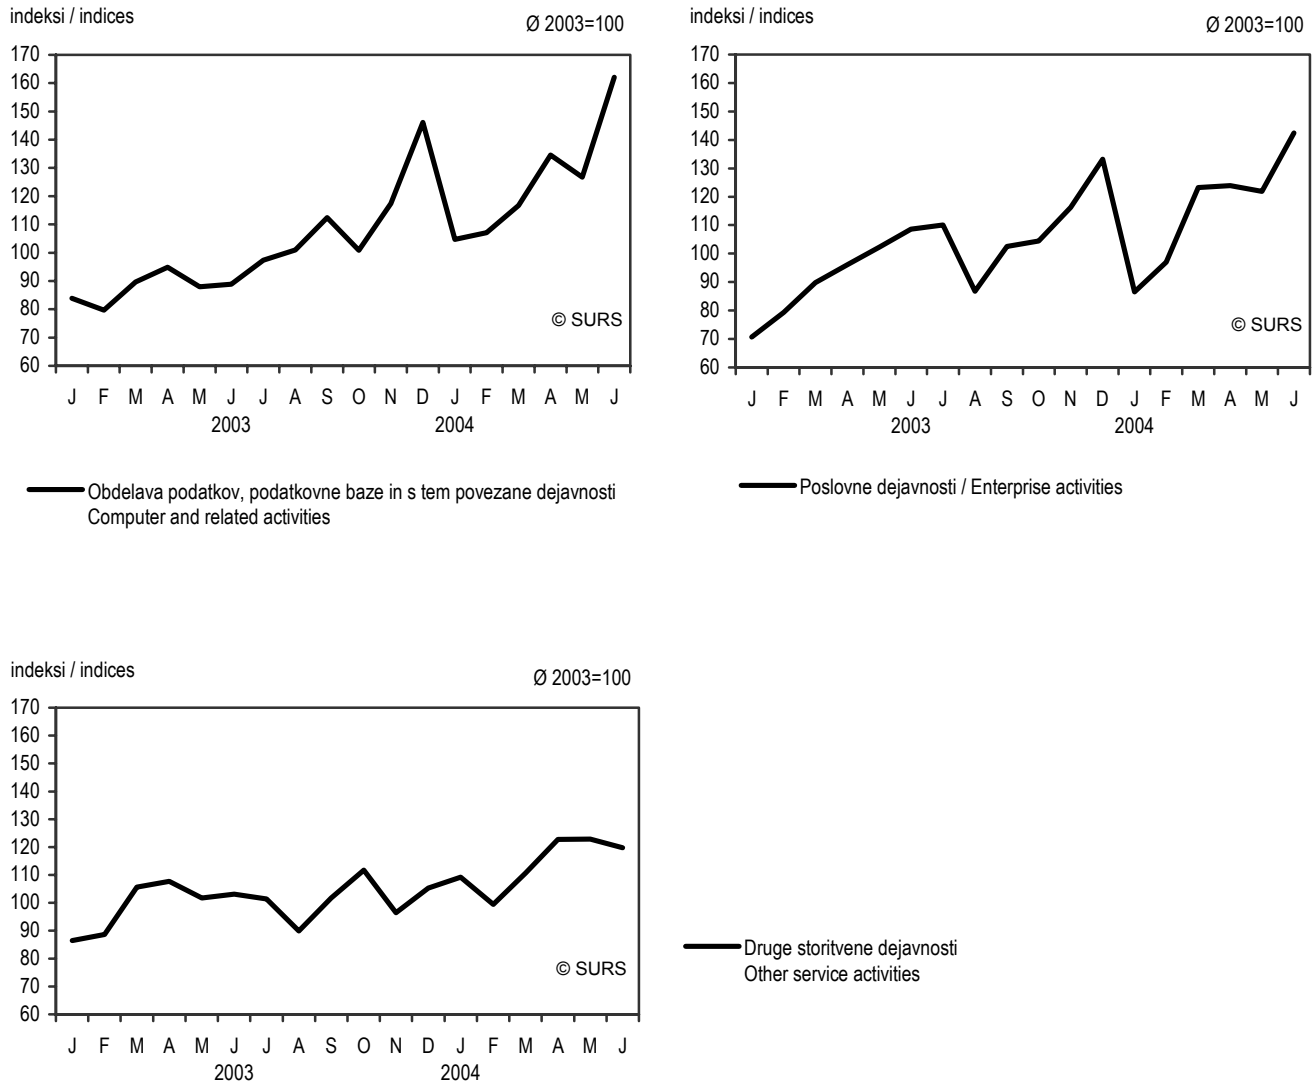 indeksi / indices
Ø 2003=100
170
160
150
140
130
120
110
100
90
80
70
60
© SURS
J F M A M J J A S O N D J F M A M J
2003 2004
Obdelava podatkov, podatkovne baze in s tem povezane dejavnosti
Computer and related activities
indeksi / indices
Ø 2003=100
170
160
150
140
130
120
110
100
90
80
70
60
© SURS
J F M A M J J A S O N D J F M A M J
2003 2004
Poslovne dejavnosti / Enterprise activities
indeksi / indices
Ø 2003=100
170
160
150
140
130
120
110
100
90
80
70
60
© SURS
J F M A M J J A S O N D J F M A M J
2003 2004
Druge storitvene dejavnosti
Other service activities